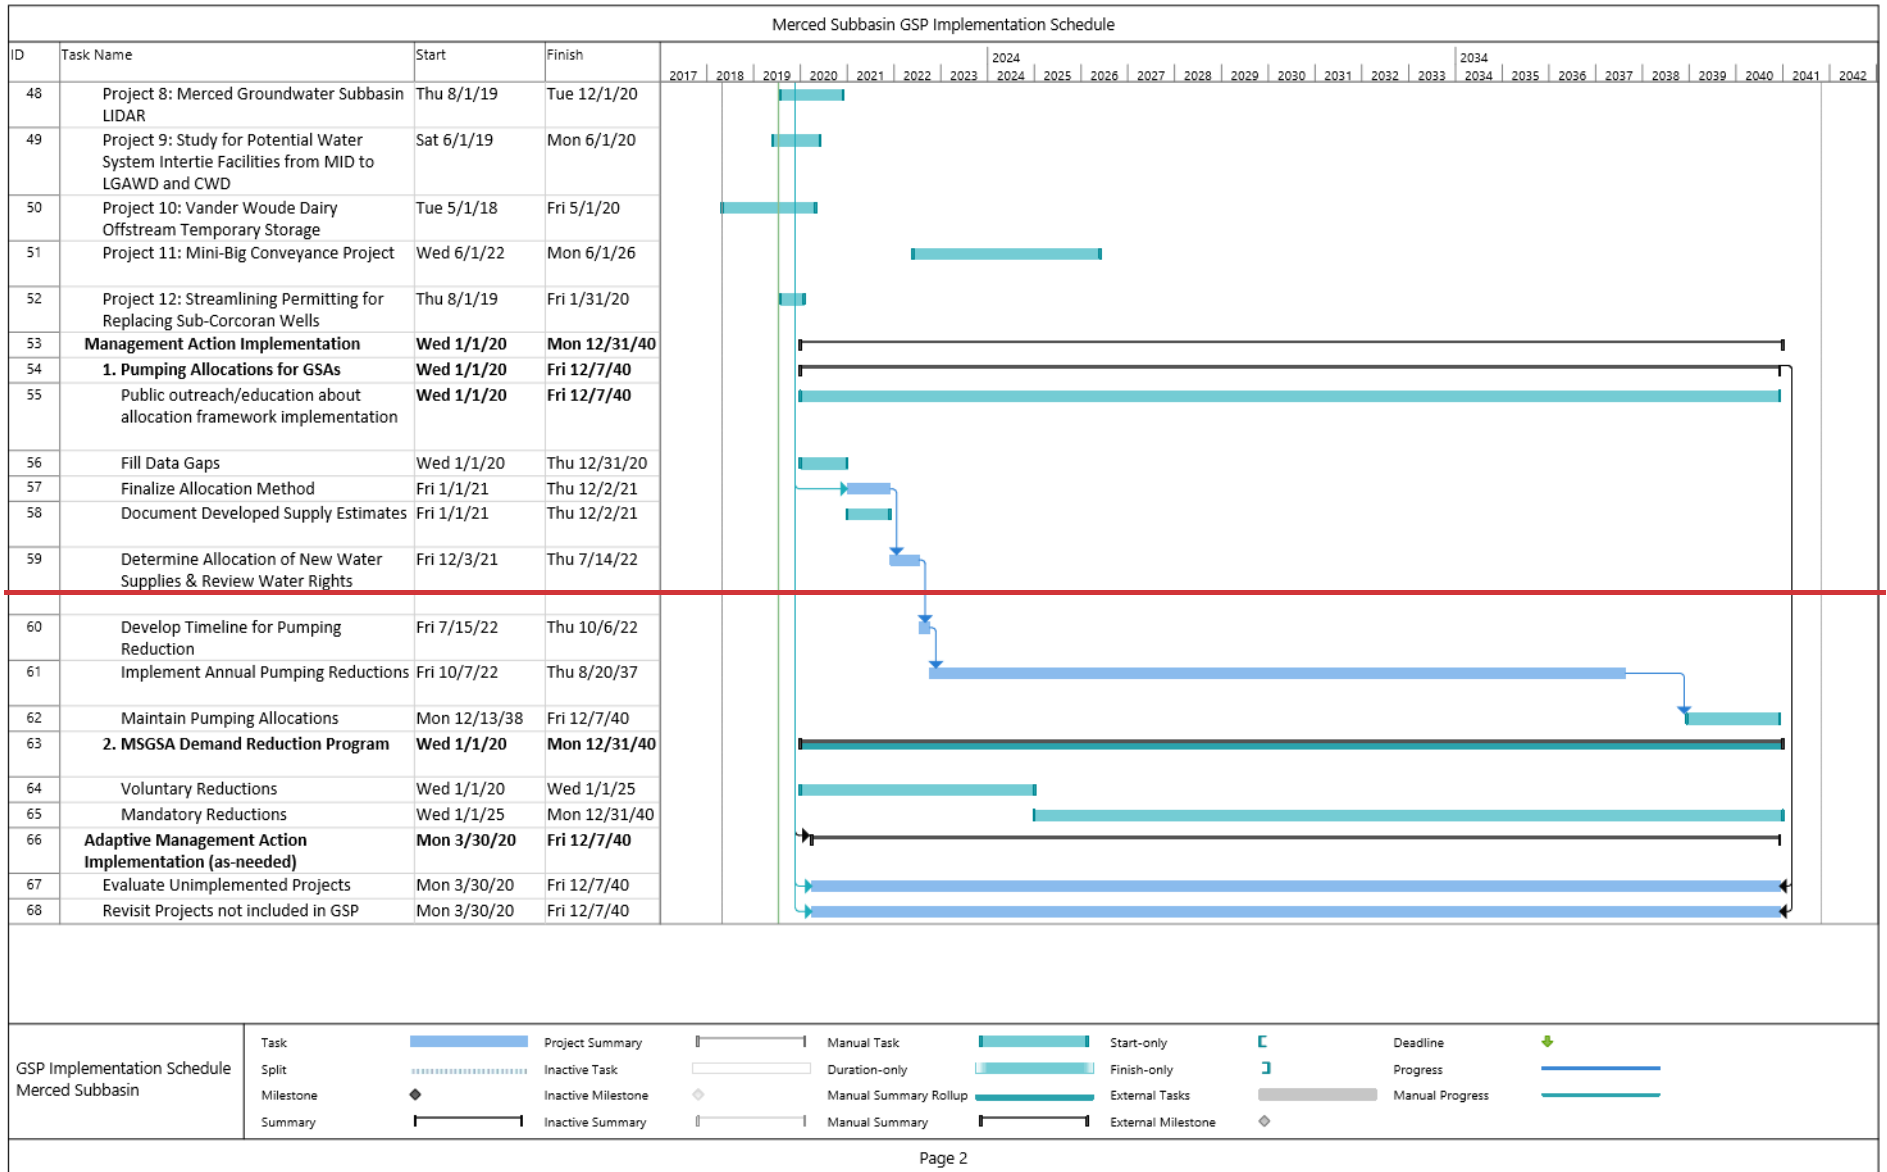 Merced Subbasin GSP Implementation Schedule
ID Task Name Start Finish 2024 2034
2017 2018 2019 2020 2021 2022 2023 2024 2025 2026 2027 2028 2029 2030 2031 2032 2033 2034 2035 2036 2037 2038 2039 2040 2041 2042
48 Project 8: Merced Groundwater Subbasin Thu 8/1/19 Tue 12/1/20
LIDAR
49 Project 9: Study for Potential Water Sat 6/1/19 Mon 6/1/20
System Intertie Facilities from MID to
LGAWD and CWD
50 Project 10: Vander Woude Dairy Tue 5/1/18 Fri 5/1/20
Offstream Temporary Storage
51 Project 11: Mini-Big Conveyance Project Wed 6/1/22 Mon 6/1/26
52 Project 12: Streamlining Permitting for Thu 8/1/19 Fri 1/31/20
Replacing Sub-Corcoran Wells
53 Management Action Implementation Wed 1/1/20 Mon 12/31/40
54 1. Pumping Allocations for GSAs Wed 1/1/20 Fri 12/7/40
55 Public outreach/education about Wed 1/1/20 Fri 12/7/40
allocation framework implementation
56 Fill Data Gaps Wed 1/1/20 Thu 12/31/20
57 Finalize Allocation Method Fri 1/1/21 Thu 12/2/21
58 Document Developed Supply Estimates Fri 1/1/21 Thu 12/2/21
59 Determine Allocation of New Water Fri 12/3/21 Thu 7/14/22
Supplies & Review Water Rights
60 Develop Timeline for Pumping Fri 7/15/22 Thu 10/6/22
Reduction
61 Implement Annual Pumping Reductions Fri 10/7/22 Thu 8/20/37
62 Maintain Pumping Allocations Mon 12/13/38 Fri 12/7/40
63 2. MSGSA Demand Reduction Program Wed 1/1/20 Mon 12/31/40
64 Voluntary Reductions Wed 1/1/20 Wed 1/1/25
65 Mandatory Reductions Wed 1/1/25 Mon 12/31/40
66 Adaptive Management Action Mon 3/30/20 Fri 12/7/40
Implementation (as-needed)
67 Evaluate Unimplemented Projects Mon 3/30/20 Fri 12/7/40
68 Revisit Projects not included in GSP Mon 3/30/20 Fri 12/7/40
GSP Implementation Schedule
Merced Subbasin
Task Project Summary Manual Task Start-only Deadline
Split Inactive Task Duration-only Finish-only Progress
Milestone Inactive Milestone Manual Summary Rollup External Tasks Manual Progress
Summary Inactive Summary Manual Summary External Milestone
Page 2